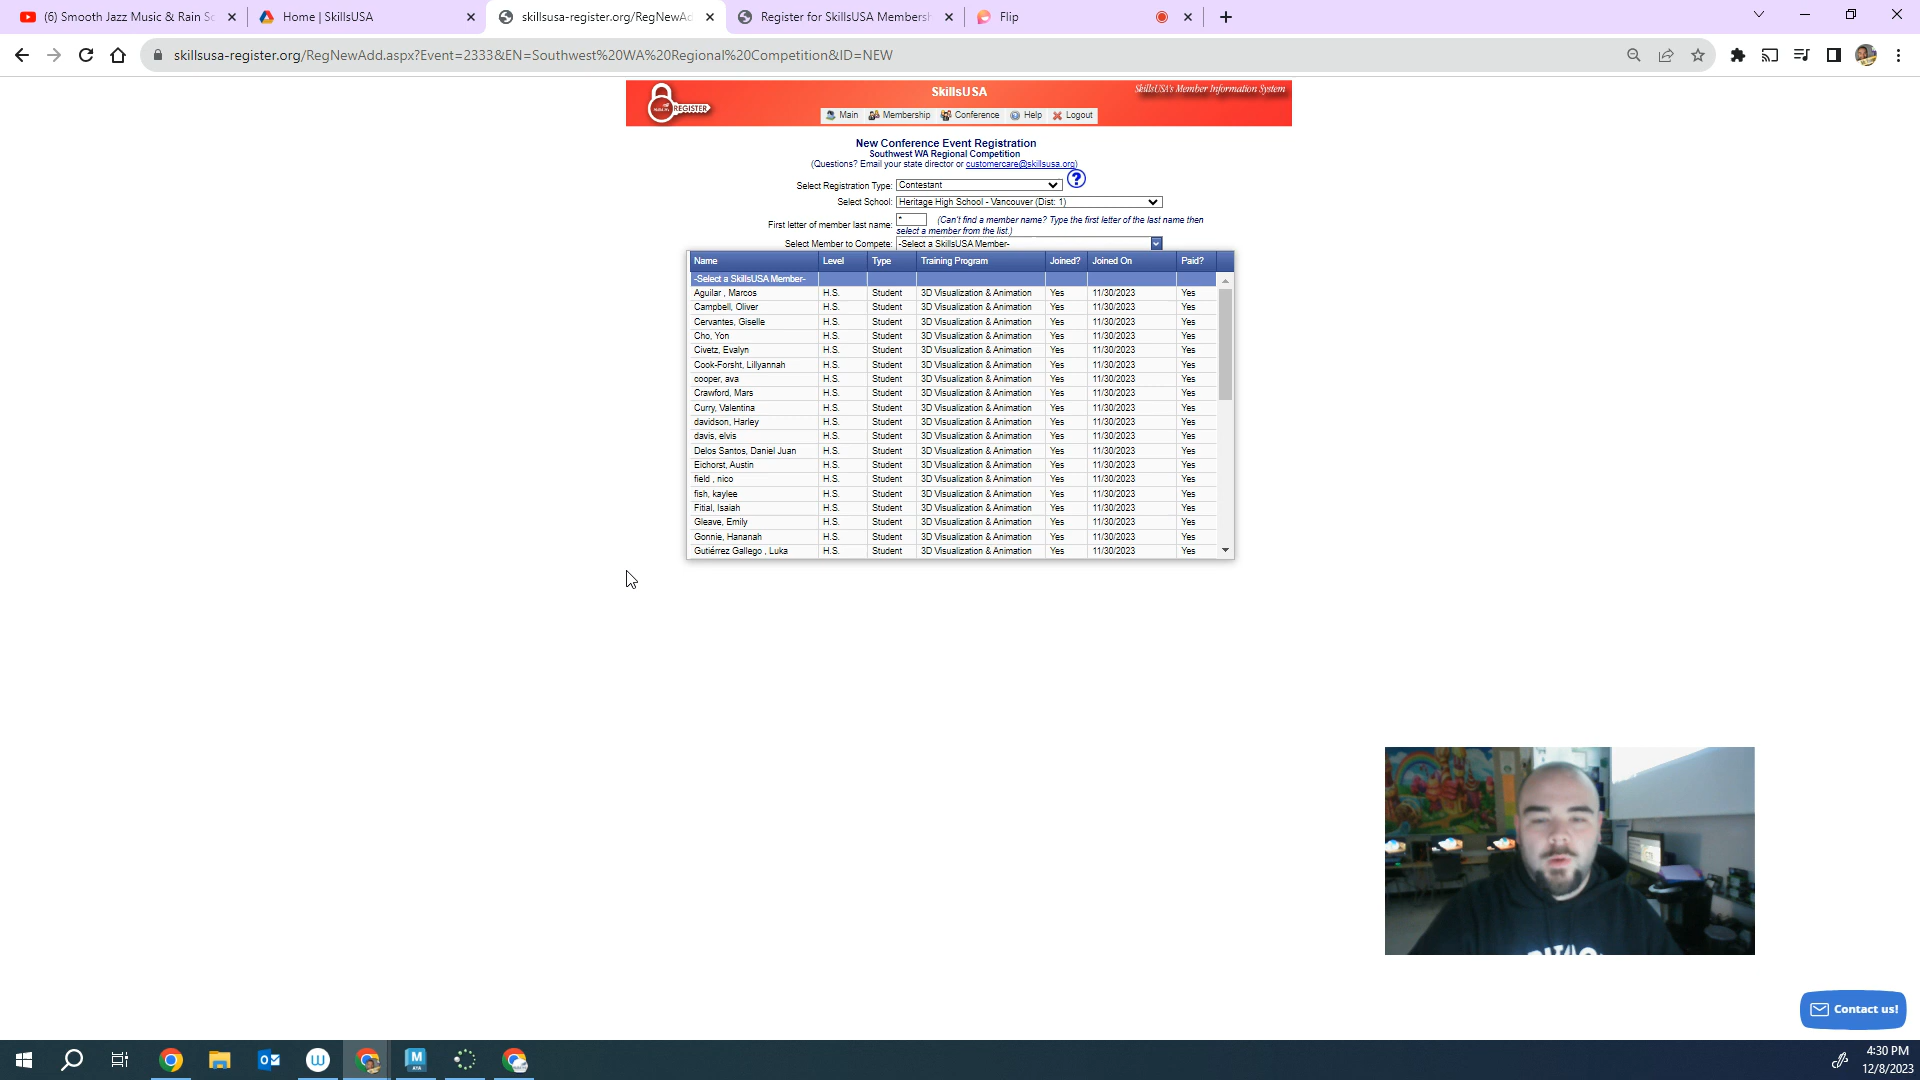 (6) Smooth Jazz Music & Rain So
Home | SkillsUSA
skillsusa-register.org/RegNewAd
Register for SkillsUSA Membersh
Flip
skillsusa-register.org/RegNewAdd.aspx?Event=2333&EN=Southwest%20WA%20Regional%20Competition&ID=NEW
REGISTER
SkillsUSA
SkillsUSA's Member Information System
Main Membership Conference Help Logout
New Conference Event Registration
Southwest WA Regional Competition
(Questions? Email your state director or customercare@skillsusa.org)
Select Registration Type: Contestant ?
Select School: Heritage High School - Vancouver (Dist: 1)
First letter of member last name: * (Can't find a member name? Type the first letter of the last name then
select a member from the list.)
Select Member to Compete: -Select a SkillsUSA Member-
Name Level Type Training Program Joined? Joined On Paid?
-Select a SkillsUSA Member-
Aguilar , Marcos H.S. Student 3D Visualization & Animation Yes 11/30/2023 Yes
Campbell, Oliver H.S. Student 3D Visualization & Animation Yes 11/30/2023 Yes
Cervantes, Giselle H.S. Student 3D Visualization & Animation Yes 11/30/2023 Yes
Cho, Yon H.S. Student 3D Visualization & Animation Yes 11/30/2023 Yes
Civetz, Evalyn H.S. Student 3D Visualization & Animation Yes 11/30/2023 Yes
Cook-Forsht, Lillyannah H.S. Student 3D Visualization & Animation Yes 11/30/2023 Yes
cooper, ava H.S. Student 3D Visualization & Animation Yes 11/30/2023 Yes
Crawford, Mars H.S. Student 3D Visualization & Animation Yes 11/30/2023 Yes
Curry, Valentina H.S. Student 3D Visualization & Animation Yes 11/30/2023 Yes
davidson, Harley H.S. Student 3D Visualization & Animation Yes 11/30/2023 Yes
davis, elvis H.S. Student 3D Visualization & Animation Yes 11/30/2023 Yes
Delos Santos, Daniel Juan H.S. Student 3D Visualization & Animation Yes 11/30/2023 Yes
Eichorst, Austin H.S. Student 3D Visualization & Animation Yes 11/30/2023 Yes
field , nico H.S. Student 3D Visualization & Animation Yes 11/30/2023 Yes
fish, kaylee H.S. Student 3D Visualization & Animation Yes 11/30/2023 Yes
Fitial, Isaiah H.S. Student 3D Visualization & Animation Yes 11/30/2023 Yes
Gleave, Emily H.S. Student 3D Visualization & Animation Yes 11/30/2023 Yes
Gonnie, Hananah H.S. Student 3D Visualization & Animation Yes 11/30/2023 Yes
Gutiérrez Gallego , Luka H.S. Student 3D Visualization & Animation Yes 11/30/2023 Yes
Contact us!
4:30 PM
12/8/2023